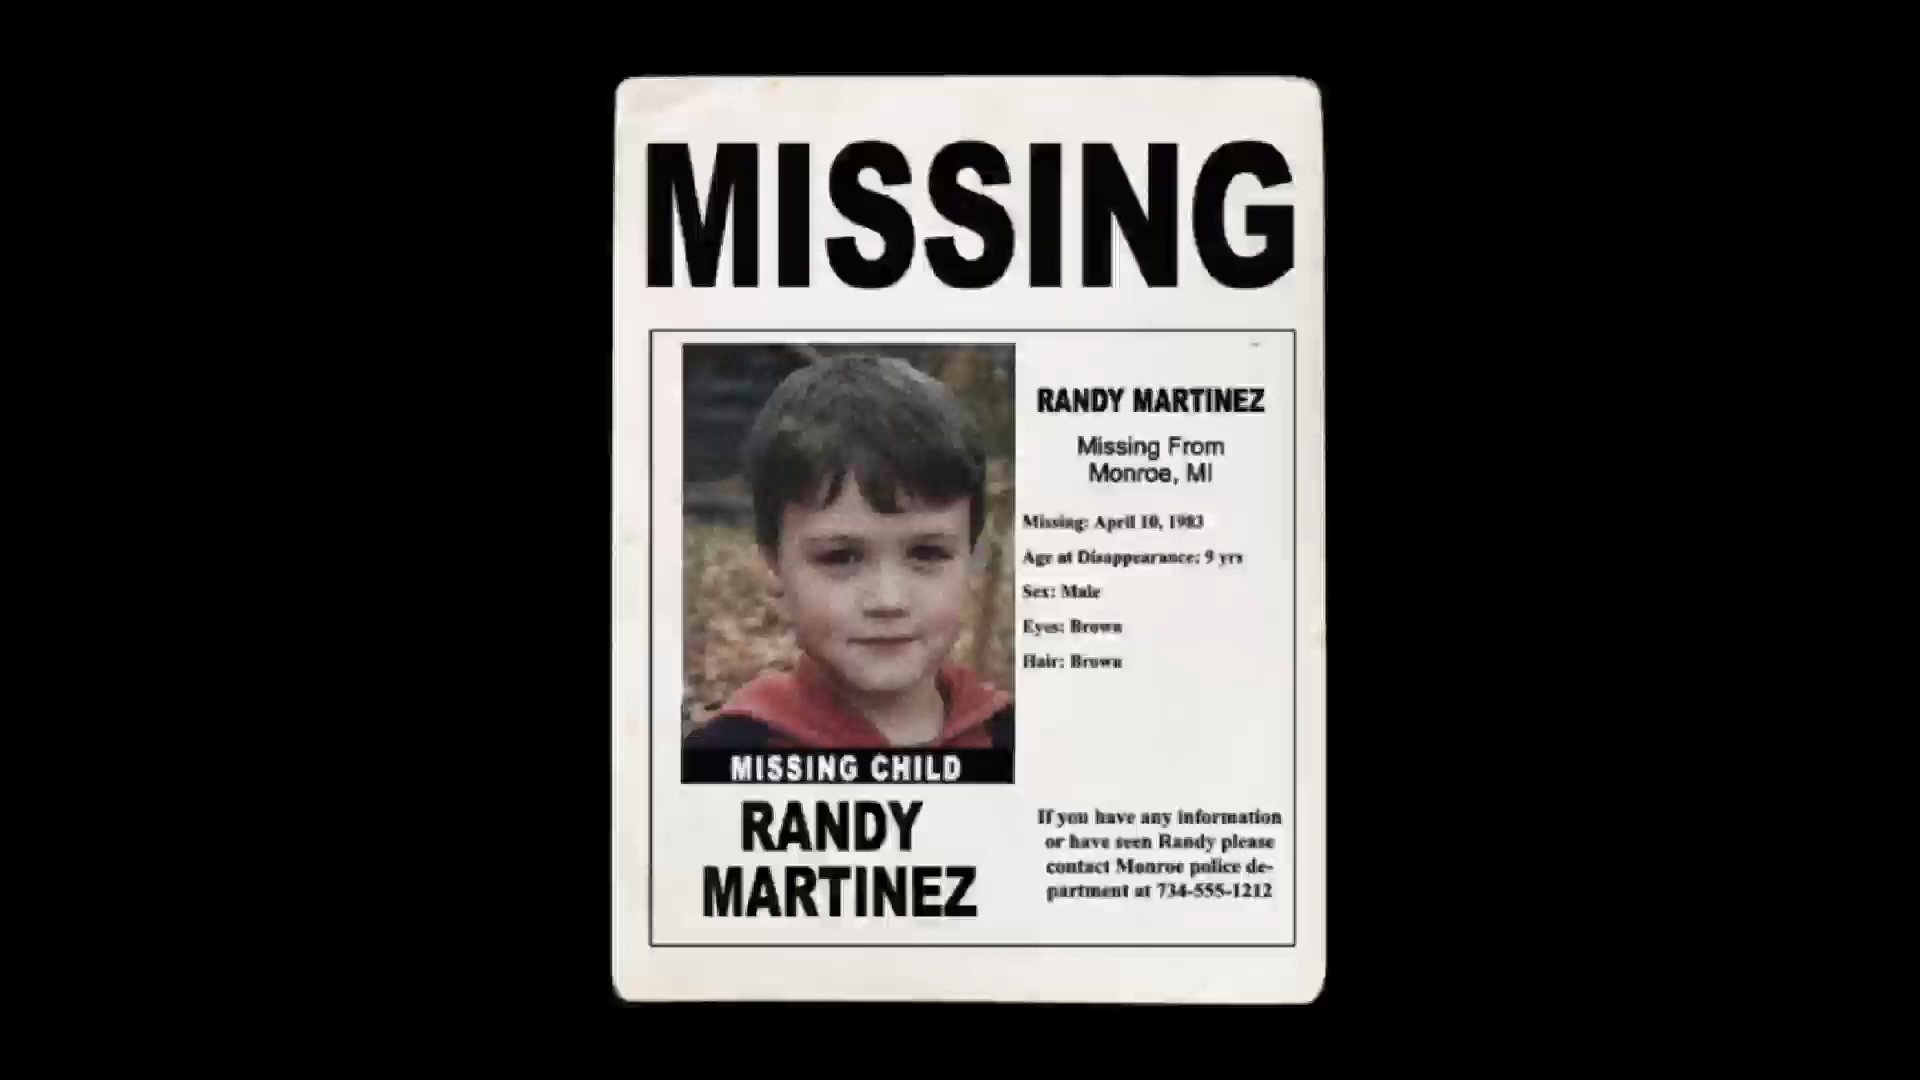 MISSING
RANDY MARTINEZ
Missing From
Monroe, MI
Missing: April 10, 1983
Age at Disappearance: 9 yrs
Sex: Male
Eyes: Brown
Hair: Brown
MISSING CHILD
RANDY
MARTINEZ
If you have any information
or have seen Randy please
contact Monroe police de-
partment at 734-555-1212